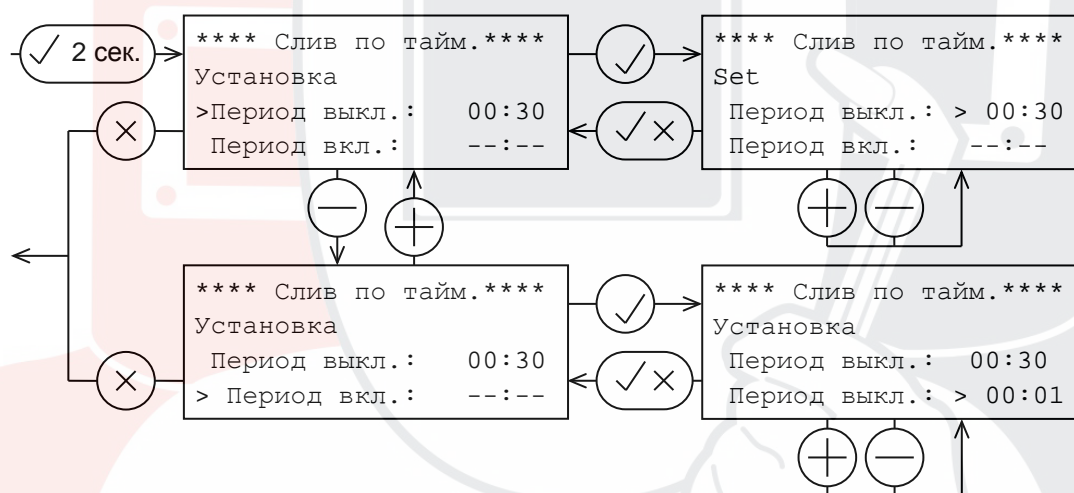 2 сек.
**** Слив по тайм.****
Установка
>Период выкл.: 00:30
Период вкл.: --:--
**** Слив по тайм.****
Set
Период выкл.: > 00:30
Период вкл.: --:--
**** Слив по тайм.****
Установка
Период выкл.: 00:30
> Период вкл.: --:--
**** Слив по тайм.****
Установка
Период выкл.: 00:30
Период выкл.: > 00:01